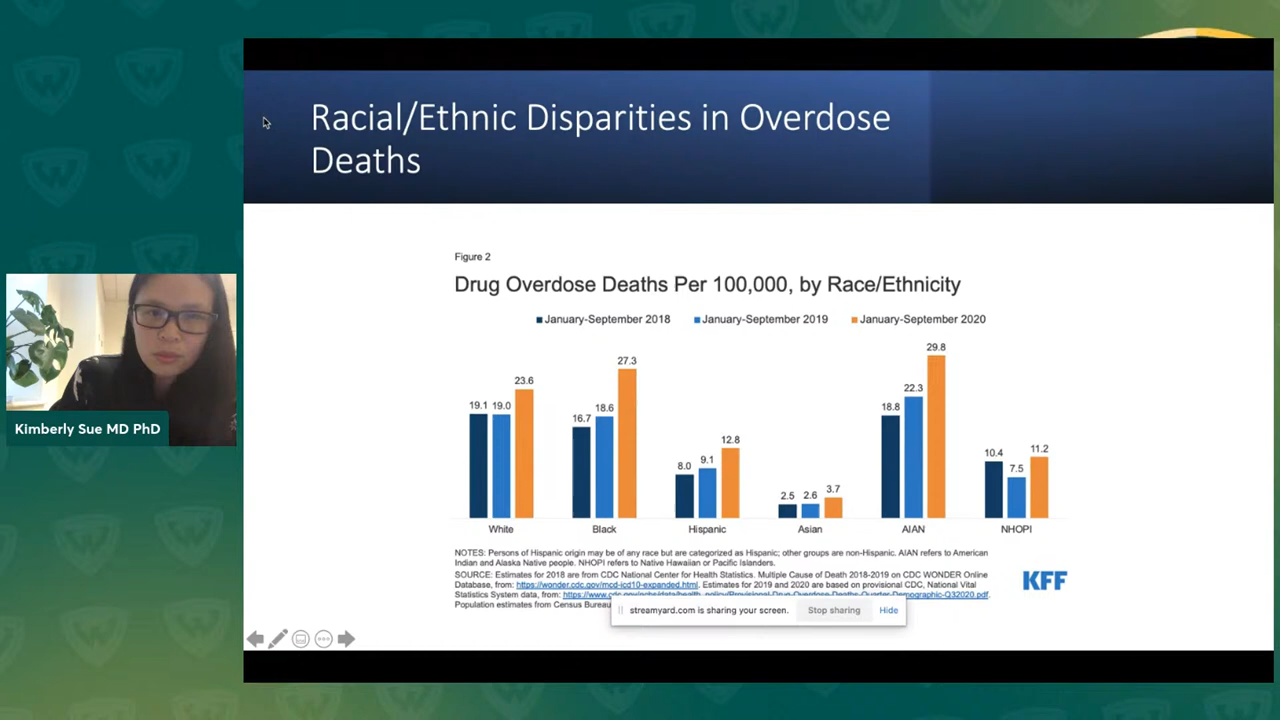 Racial/Ethnic Disparities in Overdose
Deaths
Figure 2
Drug Overdose Deaths Per 100,000, by Race/Ethnicity
January-September 2018 January-September 2019 January-September 2020
19.1 19.0 23.6
16.7 18.6 27.3
8.0 9.1 12.8
2.5 2.6 3.7
18.8 22.3 29.8
10.4 7.5 11.2
White Black Hispanic Asian AIAN NHOPI
NOTES: Persons of Hispanic origin may be of any race but are categorized as Hispanic; other groups are non-Hispanic. AIAN refers to American
Indian and Alaska Native people. NHOPI refers to Native Hawaiian or Pacific Islanders.
SOURCE: Estimates for 2018 are from CDC National Center for Health Statistics. Multiple Cause of Death 2018-2019 on CDC WONDER Online
Database, from: https://wonder.cdc.gov/mcd-icd10-expanded.html. Estimates for 2019 and 2020 are based on provisional CDC, National Vital
Statistics System data, from:
Population estimates from Census Bureau
KFF
streamyard.com is sharing your screen. Stop sharing Hide
Kimberly Sue MD PhD